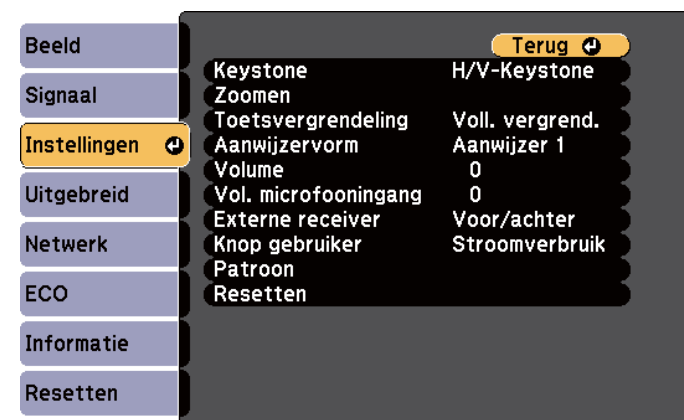 Beeld
Signaal
Instellingen
Uitgebreid
Netwerk
ECO
Informatie
Resetten
Terug
Keystone H/V-Keystone
Zoomen
Toetsvergrendeling Voll. vergrend.
Aanwijzervorm Aanwijzer 1
Volume 0
Vol. microfooningang 0
Externe receiver Voor/achter
Knop gebruiker Stroomverbruik
Patroon
Resetten